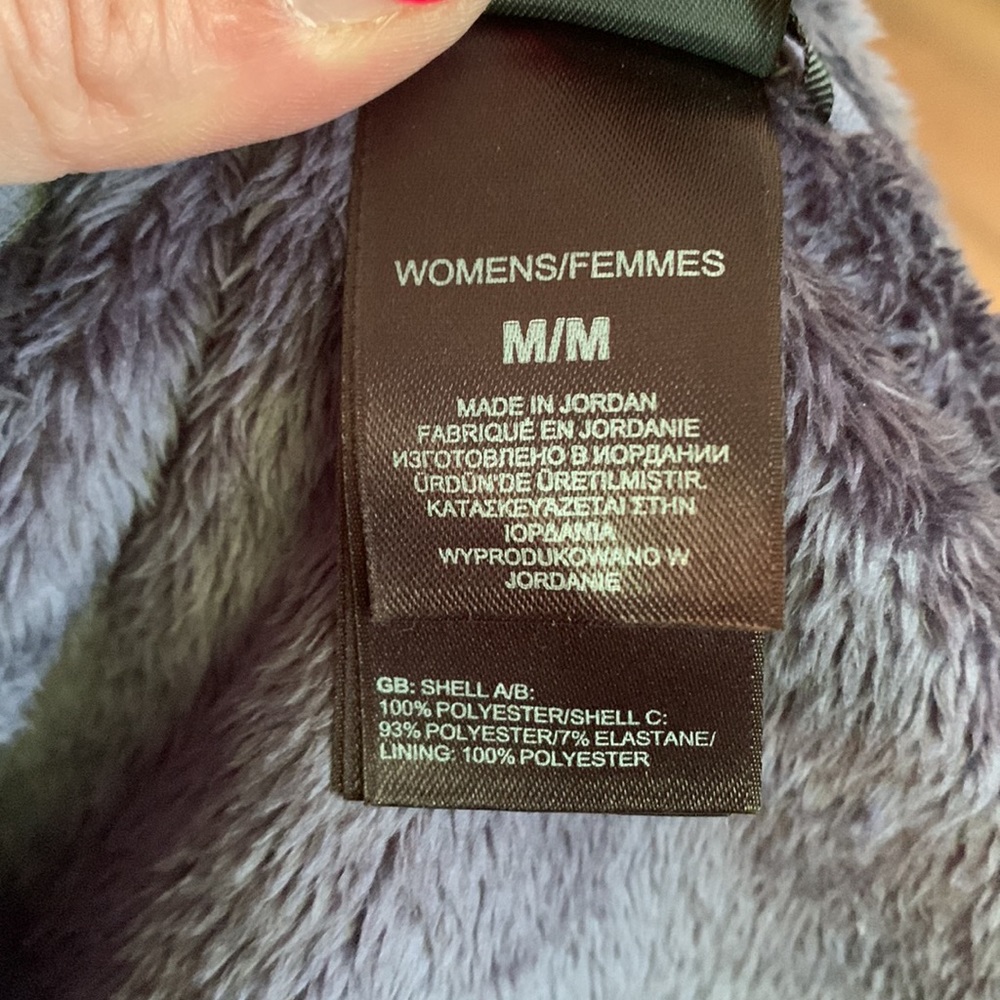 WOMENS/FEMMES
M/M
MADE IN JORDAN
FABRIQUÉ EN JORDANIE
ИЗГОТОВЛЕНО В ИОРДАНИИ
ÜRDÜN'DE ÜRETILMISTIR.
ΚΑΤΑΣΚΕΥΑΖΕΤΑΙ ΣΤΗΝ
ΙΟΡΔΑΝΙΑ
WYPRODUKOWANO W
JORDANIE
GB: SHELL A/B:
100% POLYESTER/SHELL C:
93% POLYESTER/7% ELASTANE/
LINING: 100% POLYESTER